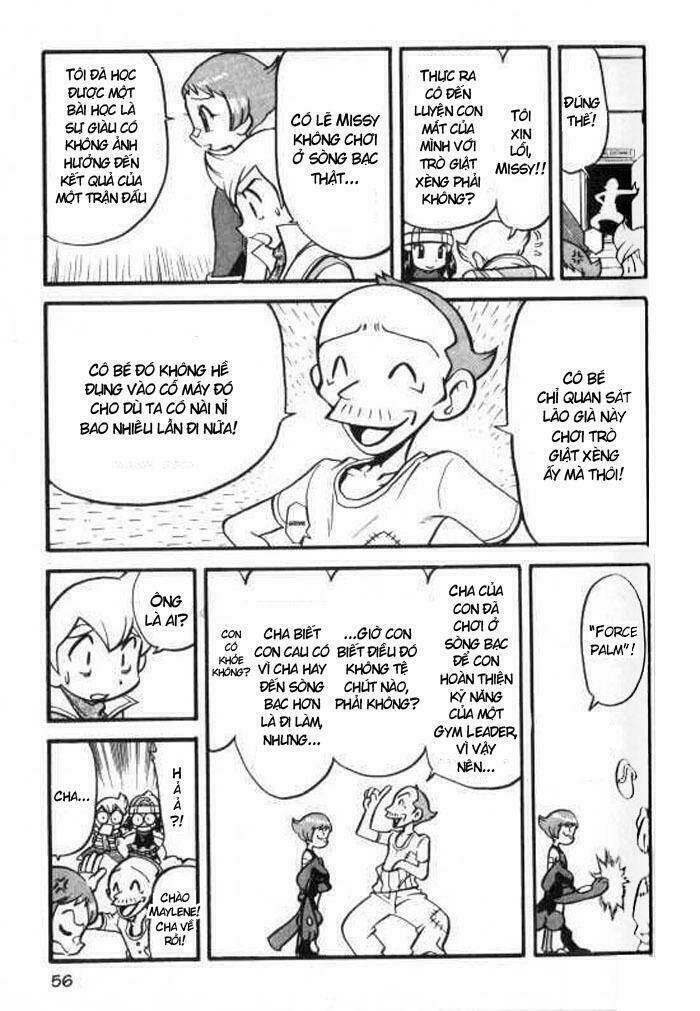 ĐÚNG
THẾ!
TÔI
XIN
LỖI,
MISSY!!
THỰC RA
CÔ ĐẾN
LUYỆN CON
MẮT CỦA
MÌNH VỚI
TRÒ GIẬT
XÈNG PHẢI
KHÔNG?
CÓ LẼ MISSY
KHÔNG CHƠI
Ở SÒNG BẠC
THẬT...
TÔI ĐÃ HỌC
ĐƯỢC MỘT
BÀI HỌC LÀ
SỰ GIÀU CÓ
KHÔNG ẢNH
HƯỞNG ĐẾN
KẾT QUẢ CỦA
MỘT TRẬN ĐẤU
CÔ BÉ
CHỈ QUAN SÁT
LÃO GIÀ NÀY
CHƠI TRÒ
GIẬT XÈNG
ẤY MÀ THÔI!
CÔ BÉ ĐÓ KHÔNG HỀ
ĐỤNG VÀO CỖ MÁY ĐÓ
CHO DÙ TA CÓ NÀI NỈ
BAO NHIÊU LẦN ĐI NỮA!
"FORCE
PALM"!
CHA CỦA
CON ĐÃ
CHƠI Ở
SÒNG BẠC
ĐỂ CON
HOÀN THIỆN
KỸ NĂNG
CỦA MỘT
GYM LEADER,
VÌ VẬY
NÊN...
...GIỜ CON
BIẾT ĐIỀU ĐÓ
KHÔNG TỆ
CHÚT NÀO,
PHẢI KHÔNG?
CHA BIẾT
CON CÁU CÓ
VÌ CHA HAY
ĐẾN SÒNG
BẠC HƠN
LÀ ĐI LÀM,
NHƯNG...
CON
CÓ
KHỎE
KHÔNG?
ÔNG
LÀ AI?
HẢ
Ả?!
CHA...
CHÀO
MAYLENE!
CHA VỀ
RỒI!
56